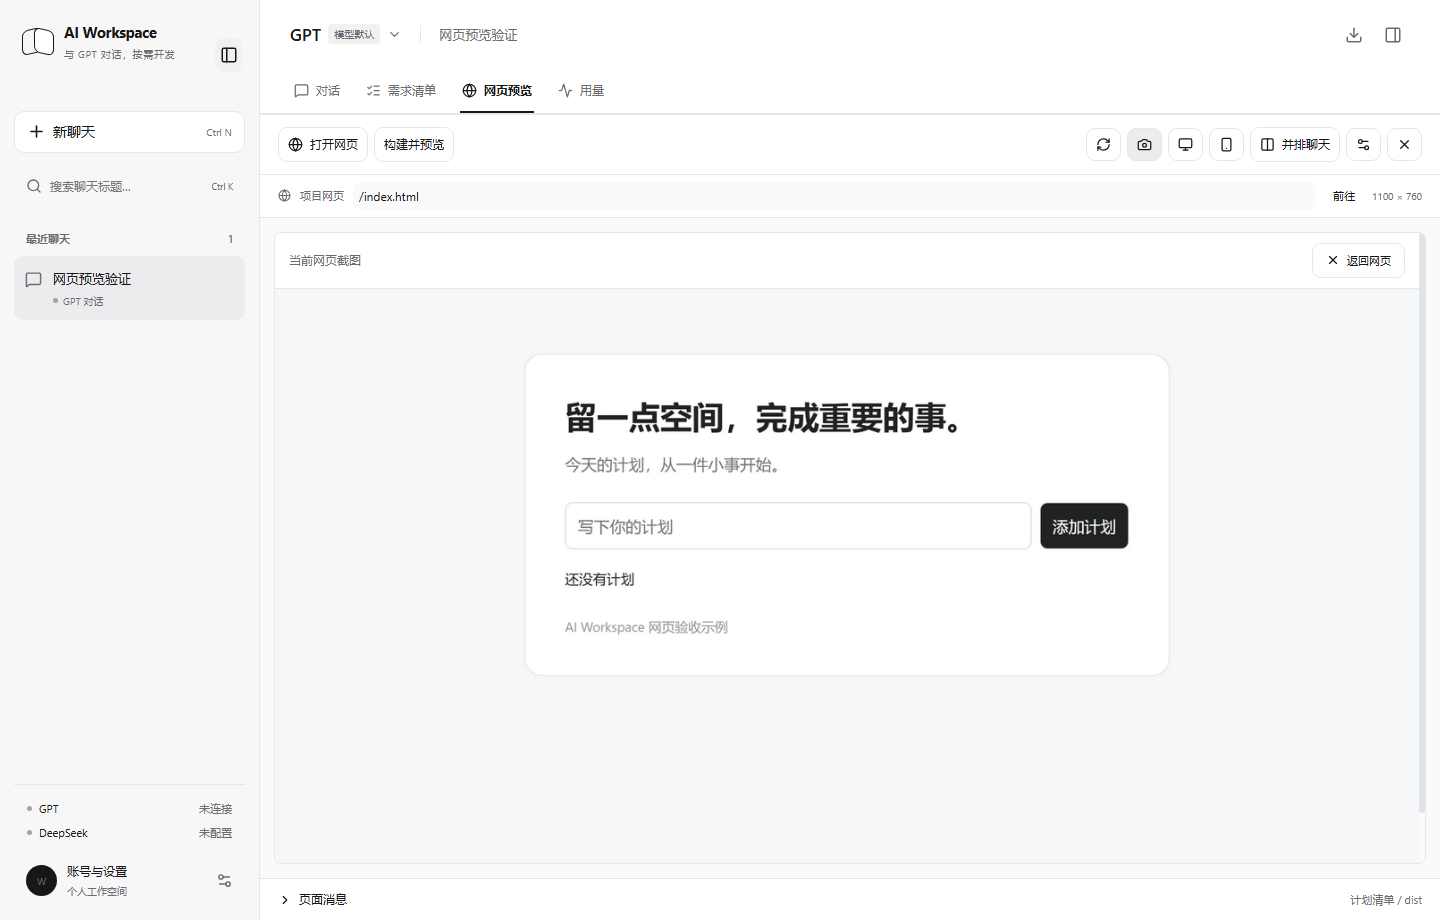 AI Workspace
与 GPT 对话，按需开发
新聊天 Ctrl N
搜索聊天标题... Ctrl K
最近聊天 1
网页预览验证
GPT 对话
GPT 未连接
DeepSeek 未配置
W
账号与设置
个人工作空间
GPT 模型默认 网页预览验证
对话 需求清单 网页预览 用量
打开网页 构建并预览 并排聊天
项目网页 /index.html 前往 1100 × 760
当前网页截图 返回网页
留一点空间，完成重要的事。
今天的计划，从一件小事开始。
写下你的计划 添加计划
还没有计划
AI Workspace 网页验收示例
页面消息 计划清单 / dist